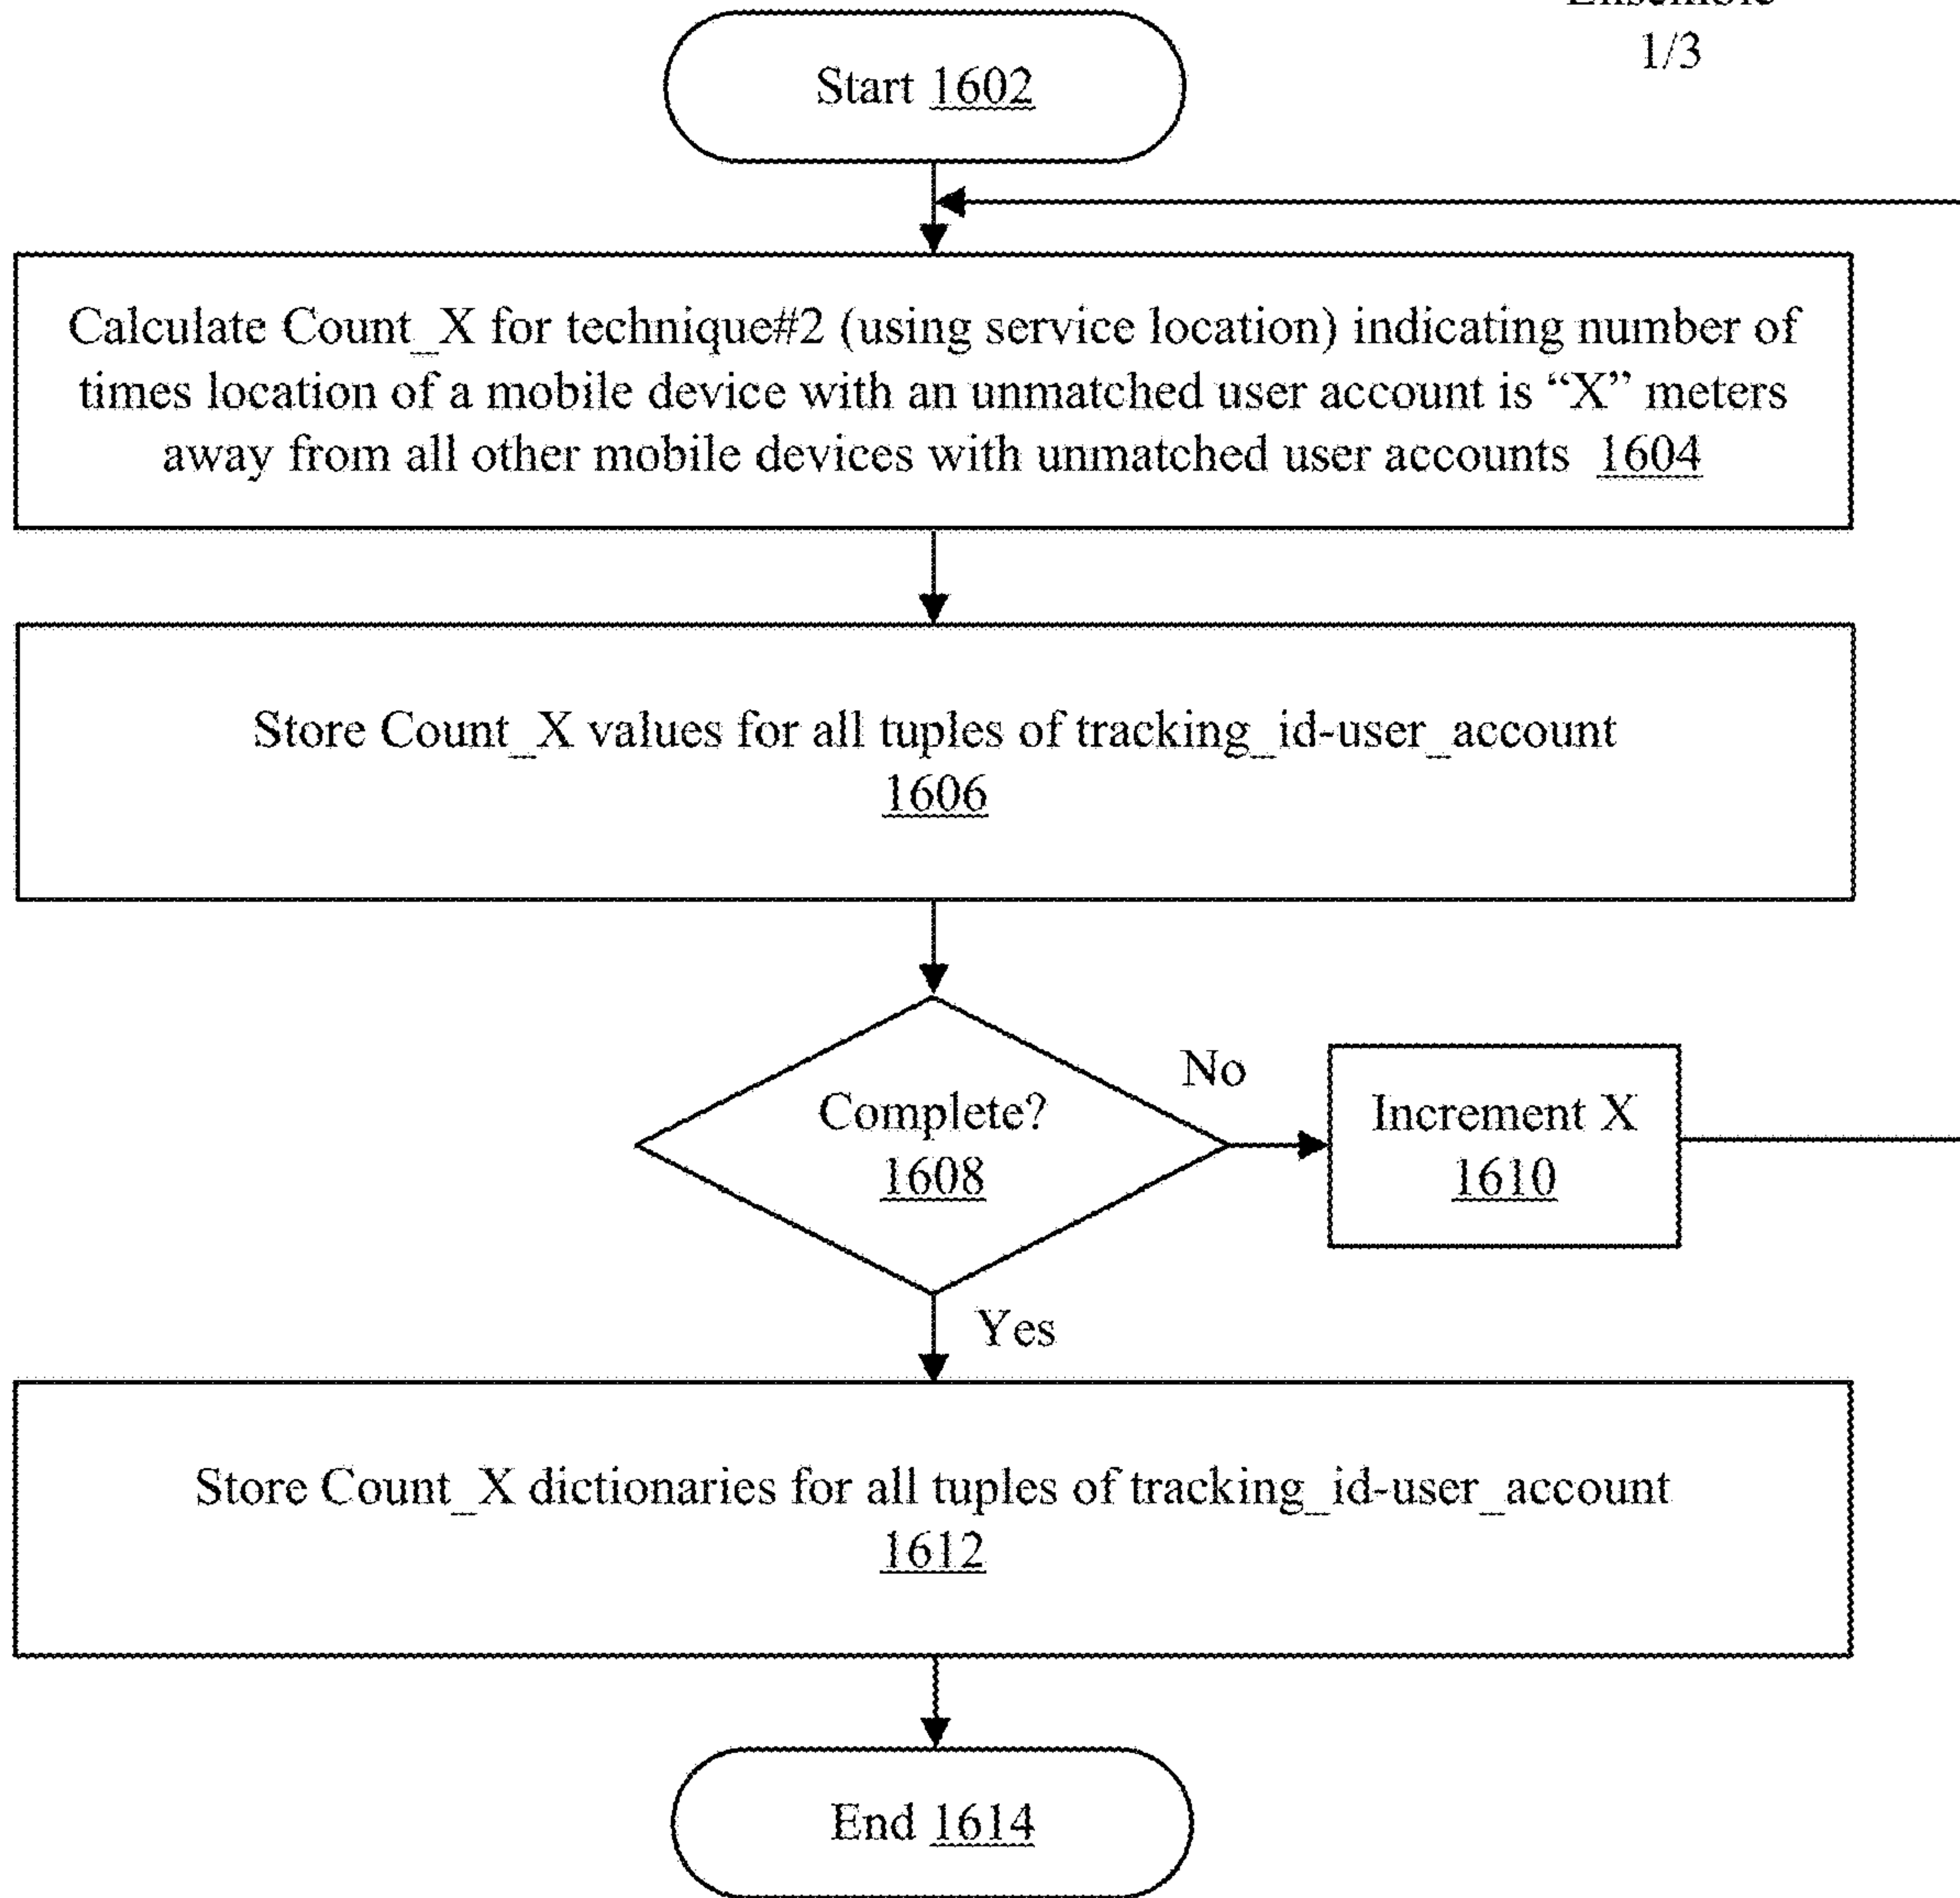 1/3
Start 1602
Calculate Count_X for technique#2 (using service location) indicating number of
times location of a mobile device with an unmatched user account is “X” meters
away from all other mobile devices with unmatched user accounts 1604
Store Count_X values for all tuples of tracking_id-user_account
1606
Complete?
1608
No
Increment X
1610
Yes
Store Count_X dictionaries for all tuples of tracking_id-user_account
1612
End 1614